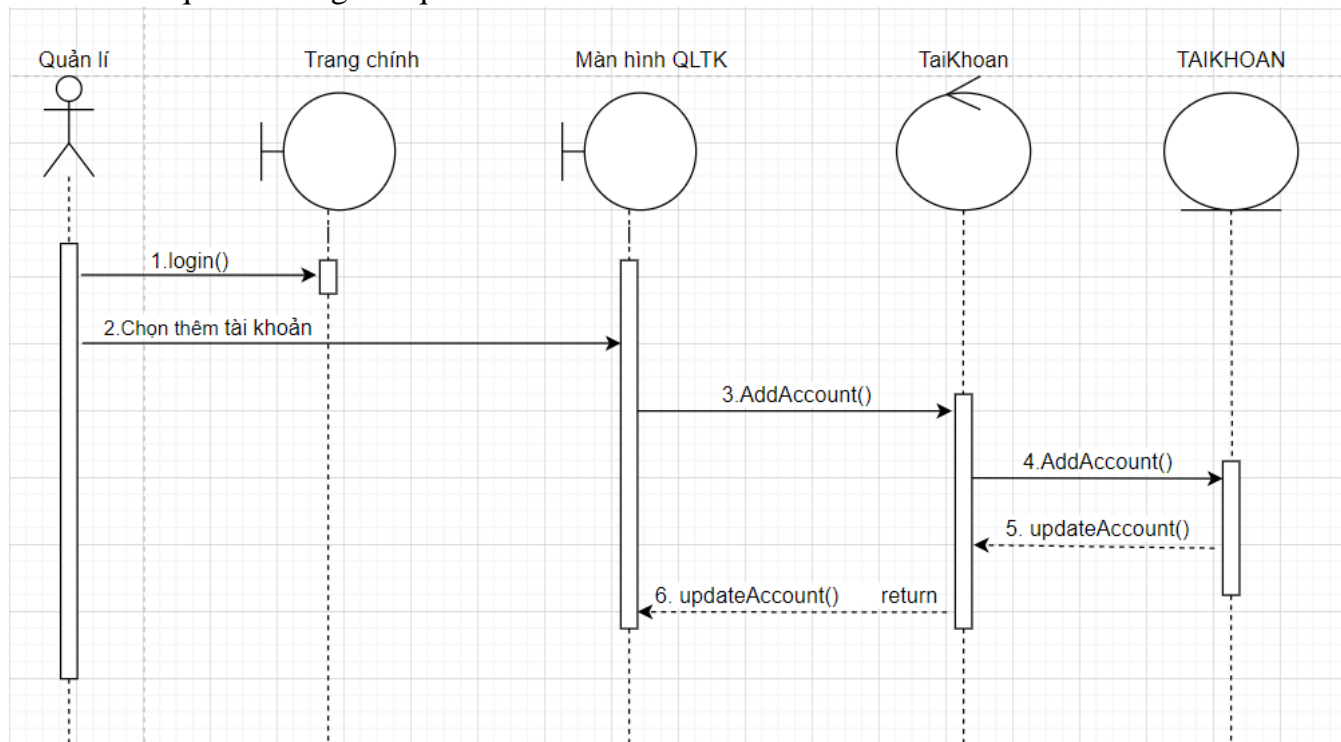 Quản lí
Trang chính
Màn hình QLTK
TaiKhoan
TAIKHOAN
1.login()
2.Chọn thêm tài khoản
3.AddAccount()
4.AddAccount()
5. updateAccount()
6. updateAccount() return